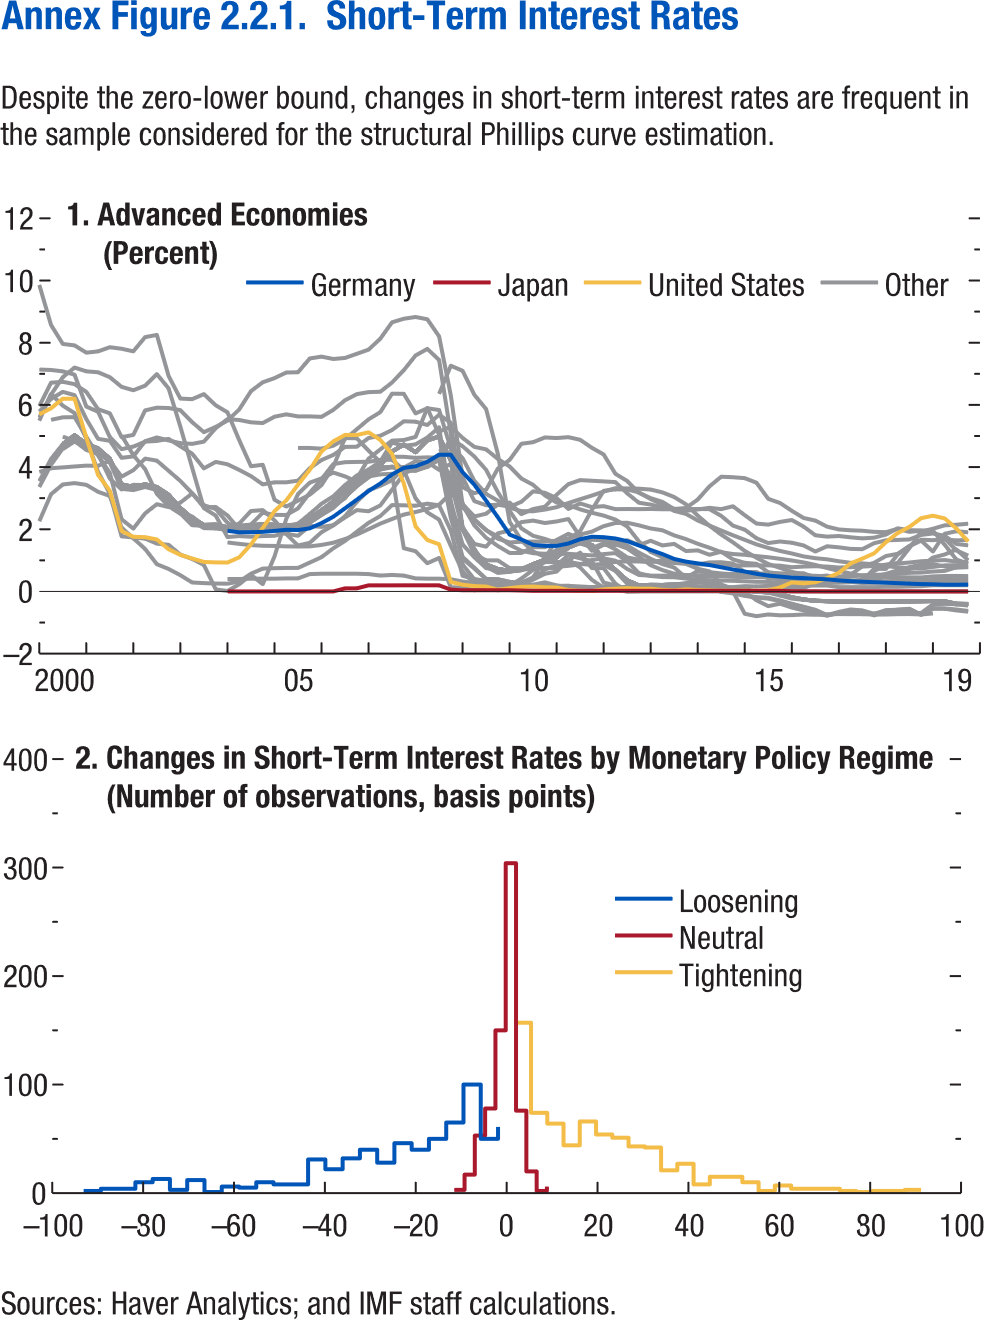 Annex Figure 2.2.1. Short-Term Interest Rates
Despite the zero-lower bound, changes in short-term interest rates are frequent in
the sample considered for the structural Phillips curve estimation.
1. Advanced Economies
(Percent)
Germany Japan United States Other
12
10
8
6
4
2
0
–2
2000 05 10 15 19
2. Changes in Short-Term Interest Rates by Monetary Policy Regime
(Number of observations, basis points)
Loosening
Neutral
Tightening
400
300
200
100
0
–100 –80 –60 –40 –20 0 20 40 60 80 100
Sources: Haver Analytics; and IMF staff calculations.